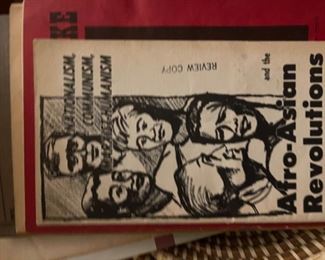 NATIONALISM,
COMMUNISM,
MARXIST-HUMANISM
REVIEW COPY
and the
Afro-Asian
Revolutions